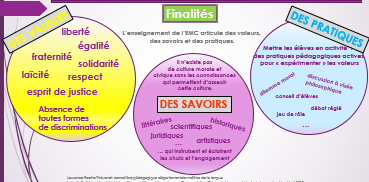 Finalités
DES VALEURS
DES PRATIQUES
L'enseignement de l'EMC articule des valeurs,
des savoirs et des pratiques.
liberté
égalité
fraternité
solidarité
laïcité
respect
esprit de justice
Absence de
toutes formes
de discriminations
Il n'existe pas
de culture morale et
civique sans les connaissances
qui permettent d'asseoir
cette culture.
DES SAVOIRS
littéraires
scientifiques
historiques
juridiques
artistiques
...
... qui instruisent et éclairent
les choix et l'engagement
Mettre les élèves en activité
des pratiques pédagogiques actives
pour « expérimenter » les valeurs
dilemme moral
discussion à visée
philosophique
conseil d'élèves
débat réglé
jeu de rôle
...